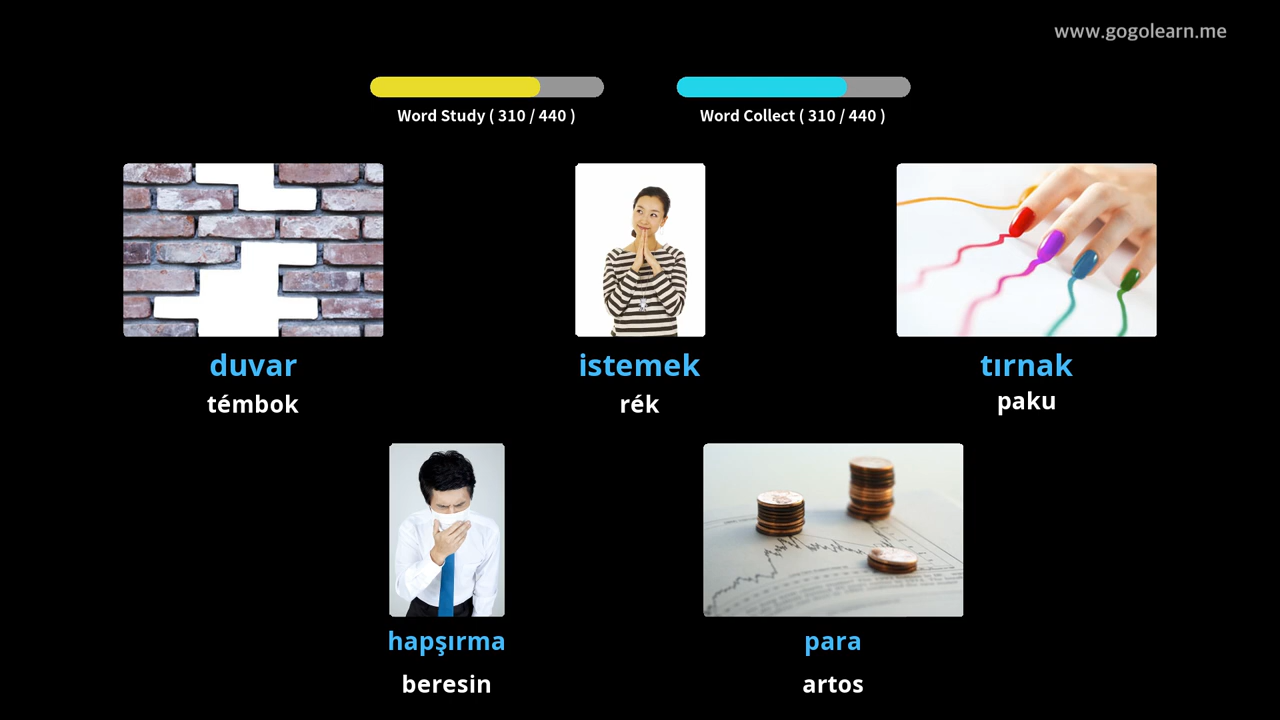 www.gogolearn.me
Word Study ( 310 / 440 )
Word Collect ( 310 / 440 )
duvar
témbok
istemek
rék
tırnak
paku
hapşırma
beresin
para
artos